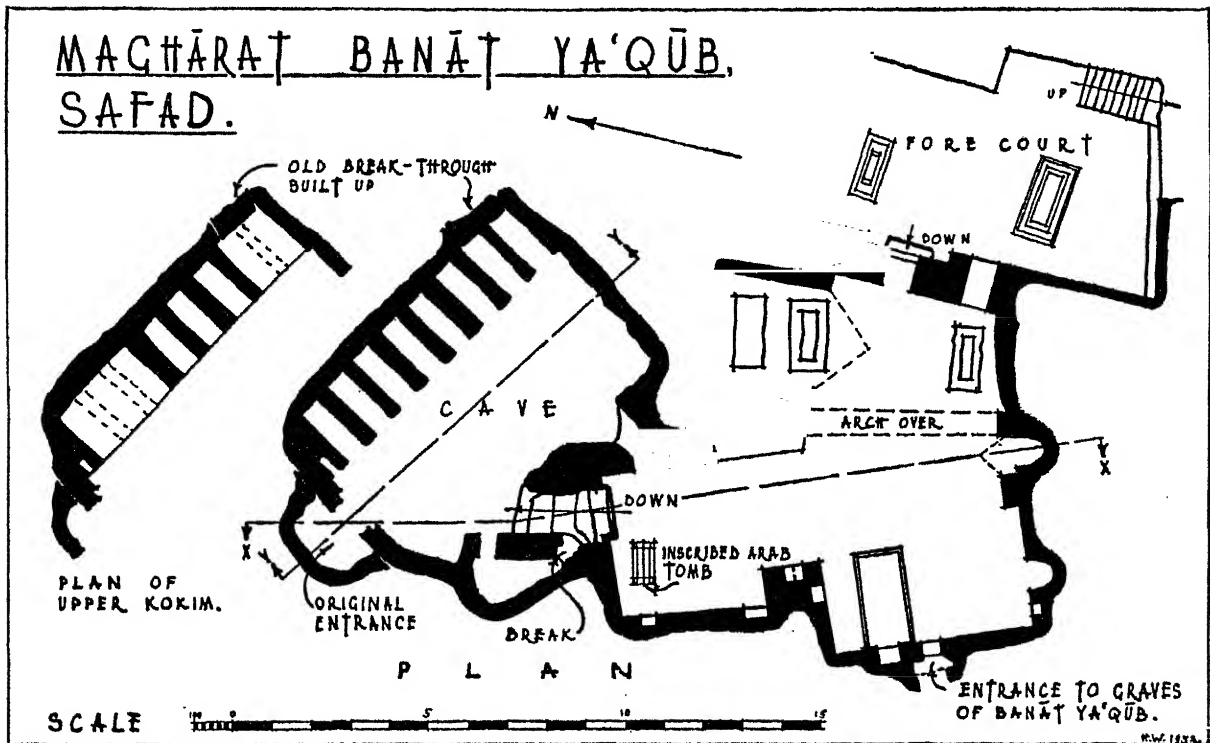 MAGHĀRAT BANĀT YA'QŪB,
SAFAD.
N
UP
FORE COURT
OLD BREAK-THROUGH
BUILT UP
DOWN
Y
CAVE
ARCH OVER
Y
X
DOWN
X
Y
INSCRIBED ARAB
TOMB
PLAN OF
UPPER KOKIM.
ORIGINAL
ENTRANCE
BREAK
PLAN
ENTRANCE TO GRAVES
OF BANĀT YA'QŪB.
SCALE
0 5 10 15